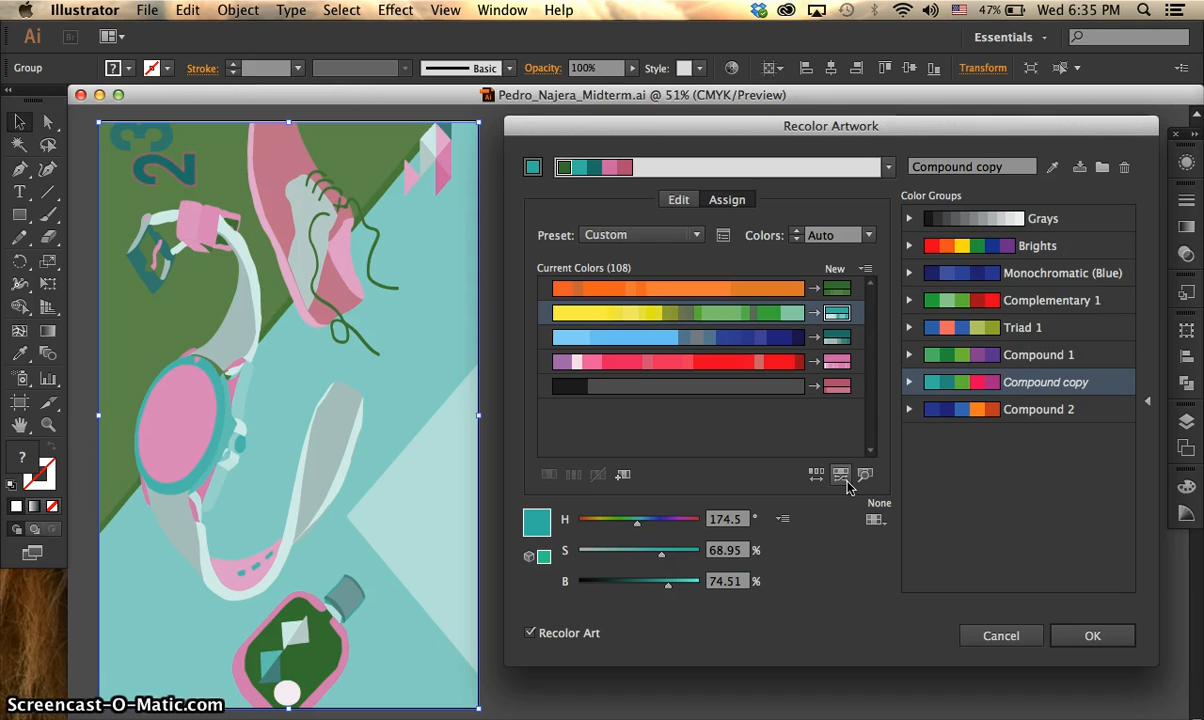 Illustrator File Edit Object Type Select Effect View Window Help 47% Wed 6:35 PM
Ai Br Essentials
Group ? Stroke: Basic Opacity: 100% Style: Transform
Pedro_Najera_Midterm.ai @ 51% (CMYK/Preview)
Recolor Artwork
Compound copy
Edit Assign
Color Groups
Preset: Custom Colors: Auto
Current Colors (108) New
Grays
Brights
Monochromatic (Blue)
Complementary 1
Triad 1
Compound 1
Compound copy
Compound 2
None
H 174.5 °
S 68.95 %
B 74.51 %
Recolor Art
Cancel OK
T
?
23
Screencast-O-Matic.com